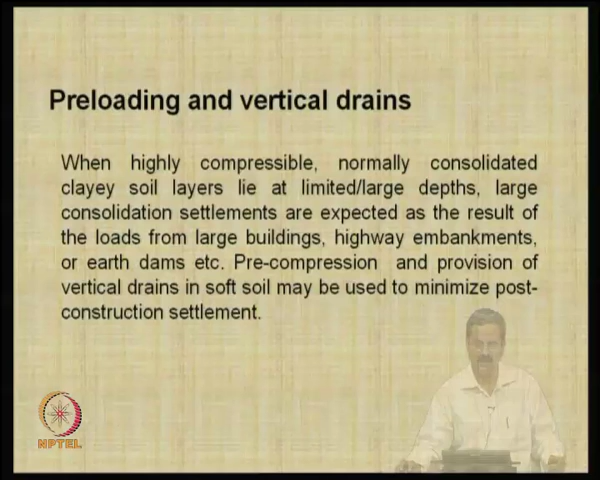 Preloading and vertical drains
When highly compressible, normally consolidated
clayey soil layers lie at limited/large depths, large
consolidation settlements are expected as the result of
the loads from large buildings, highway embankments,
or earth dams etc. Pre-compression and provision of
vertical drains in soft soil may be used to minimize post-
construction settlement.
NPTEL